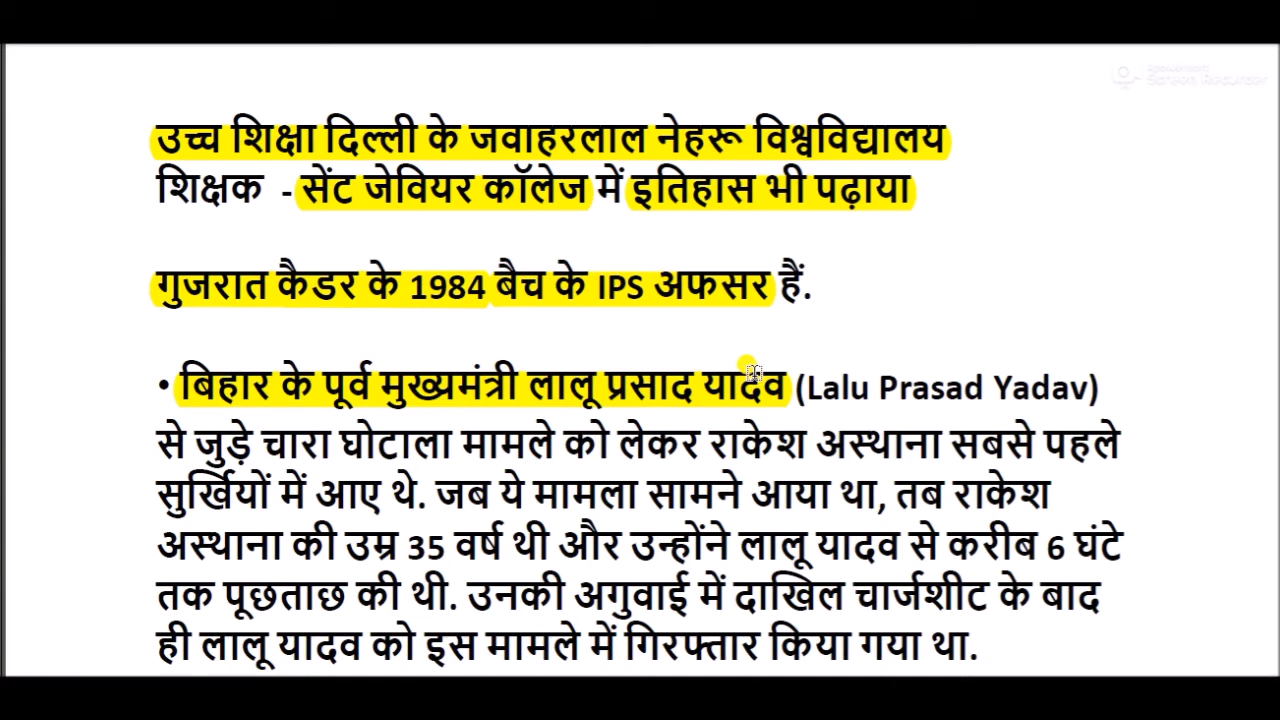 उच्च शिक्षा दिल्ली के जवाहरलाल नेहरू विश्वविद्यालय
शिक्षक - सेंट जेवियर कॉलेज में इतिहास भी पढ़ाया
गुजरात कैडर के 1984 बैच के IPS अफसर हैं.
• बिहार के पूर्व मुख्यमंत्री लालू प्रसाद यादव (Lalu Prasad Yadav)
से जुड़े चारा घोटाला मामले को लेकर राकेश अस्थाना सबसे पहले
सुर्खियों में आए थे. जब ये मामला सामने आया था, तब राकेश
अस्थाना की उम्र 35 वर्ष थी और उन्होंने लालू यादव से करीब 6 घंटे
तक पूछताछ की थी. उनकी अगुवाई में दाखिल चार्जशीट के बाद
ही लालू यादव को इस मामले में गिरफ्तार किया गया था.
Screen Recorder